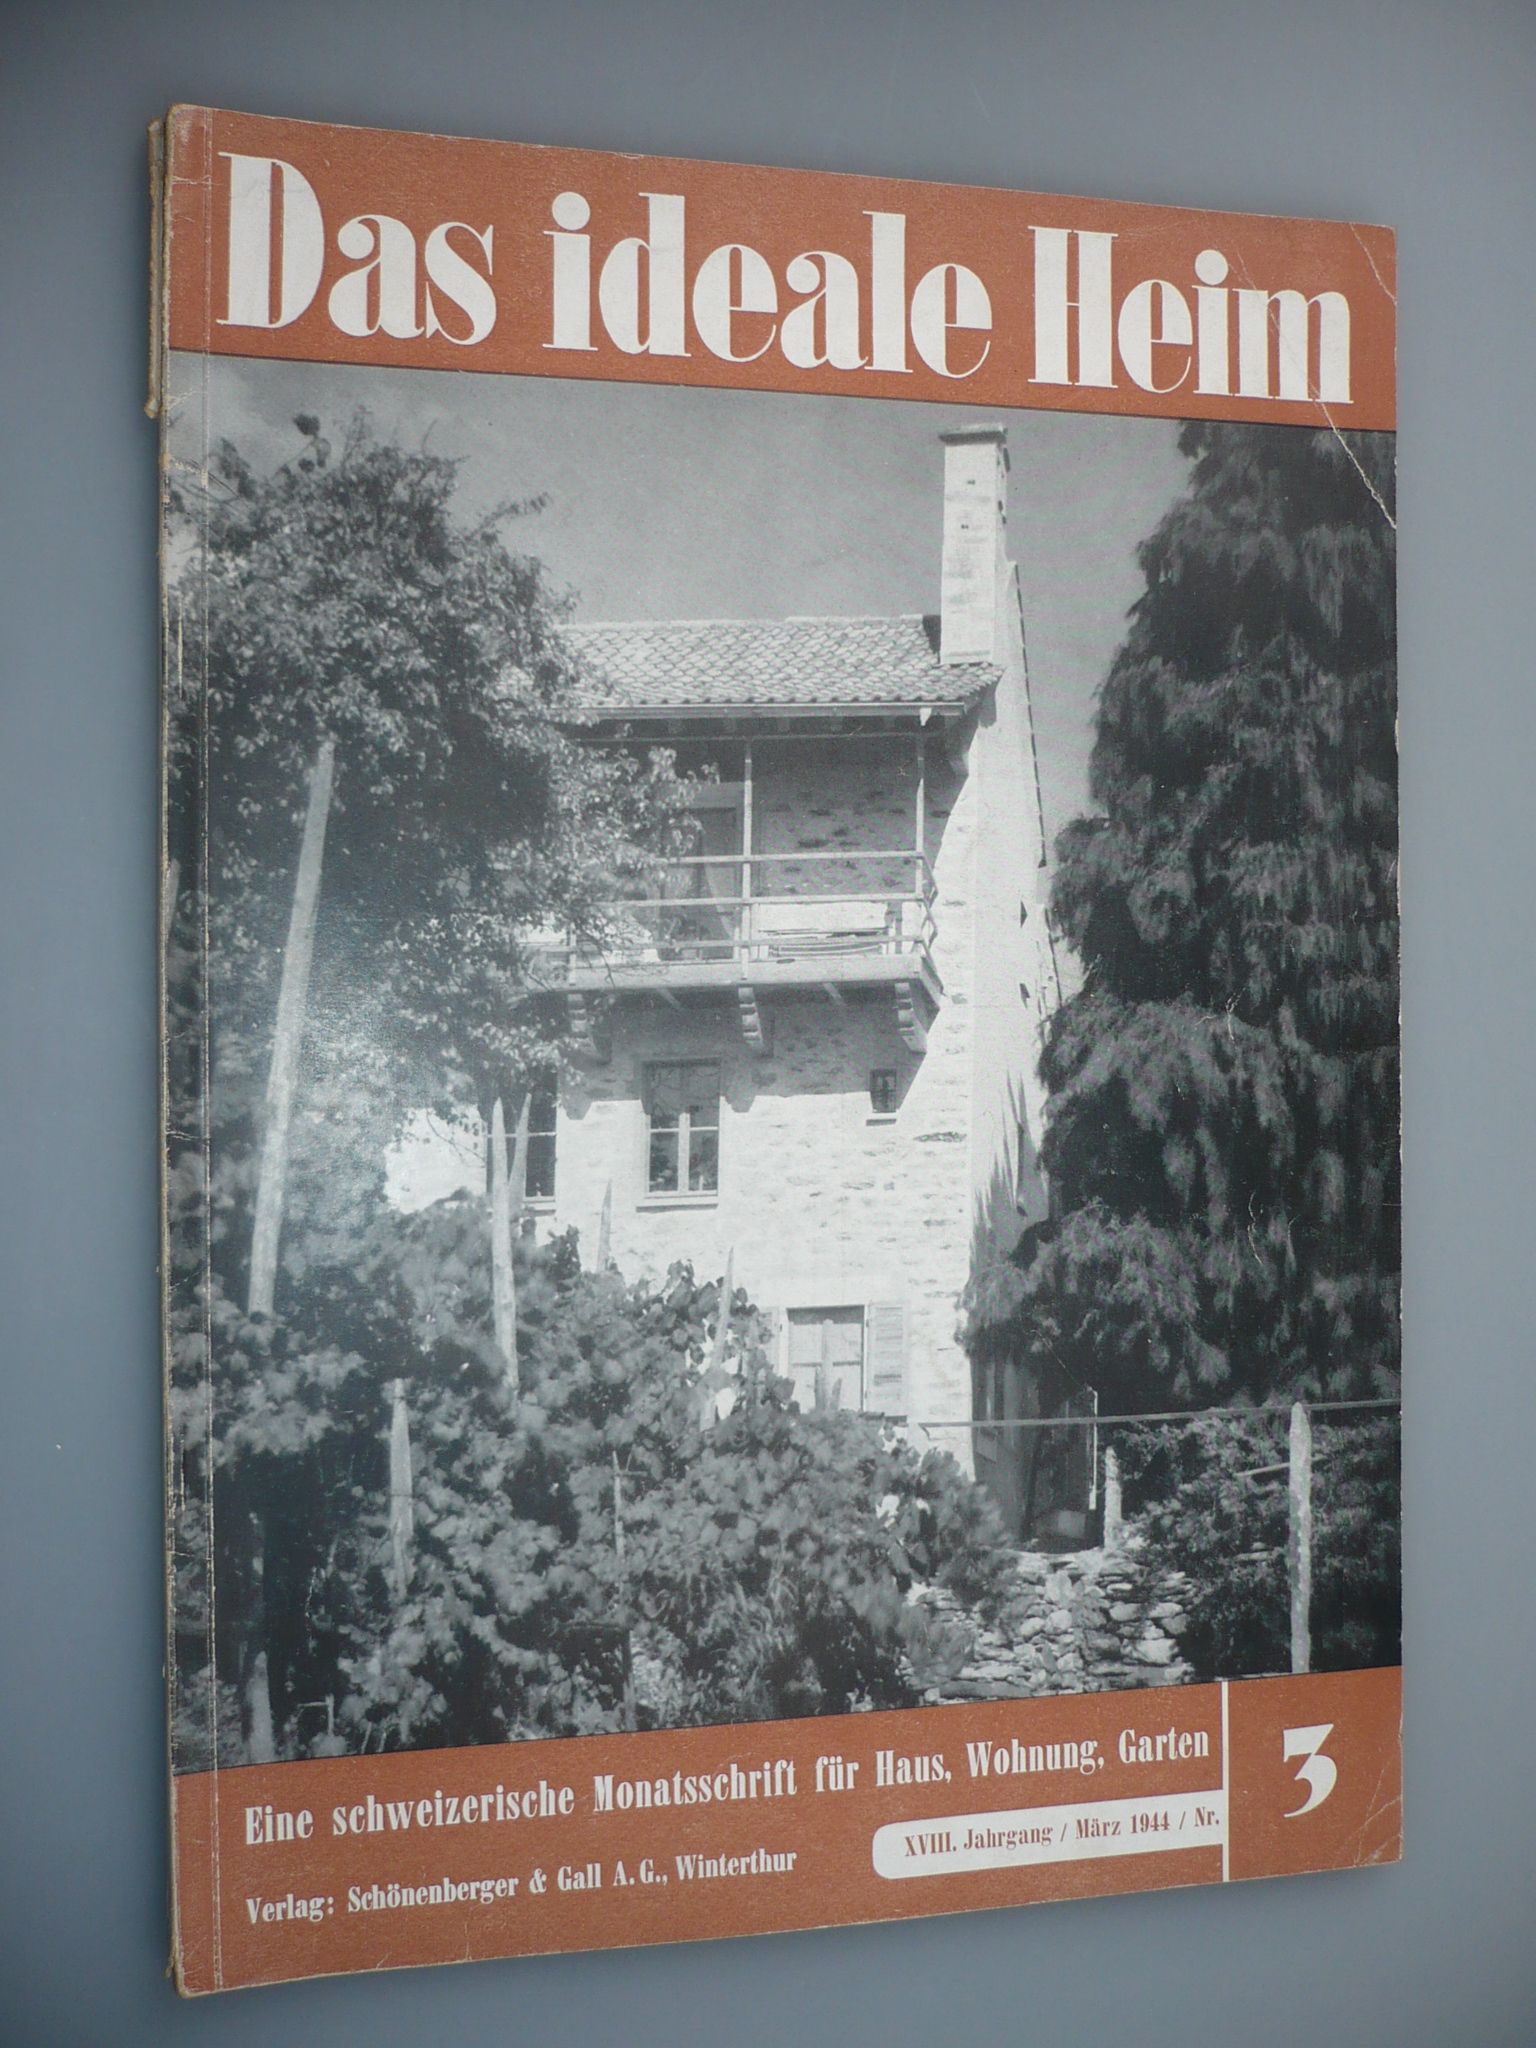 Das ideale Heim
Eine schweizerische Monatsschrift für Haus, Wohnung, Garten
XVIII. Jahrgang / März 1944 / Nr.
3
Verlag: Schönenberger & Gall A.G., Winterthur